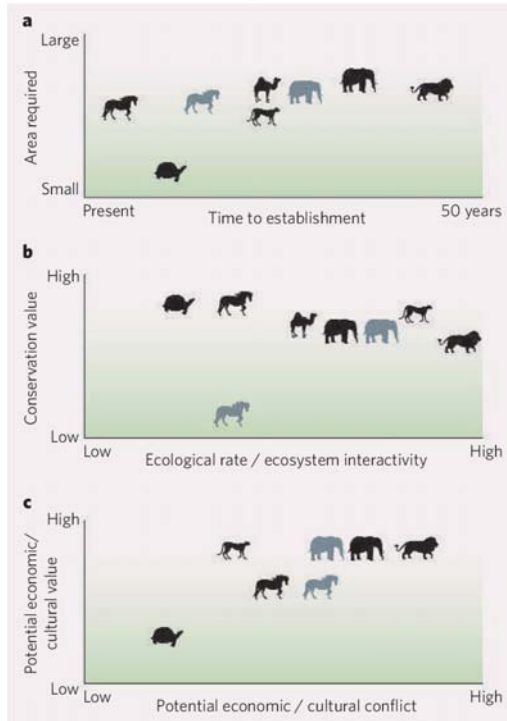 a
Large
Area required
Small
Present
Time to establishment
50 years
b
High
Conservation value
Low
Low
Ecological rate / ecosystem interactivity
High
c
High
Potential economic/
cultural value
Low
Low
Potential economic / cultural conflict
High